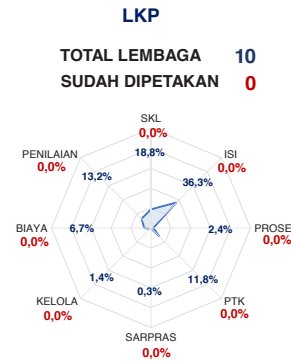 LKP
TOTAL LEMBAGA 10
SUDAH DIPETAKAN 0
SKL
0,0%
18,8%
PENILAIAN
0,0%
13,2%
ISI
0,0%
36,3%
BIAYA
0,0%
6,7%
2,4%
PROSE
0,0%
1,4%
11,8%
KELOLA
0,0%
0,3%
PTK
0,0%
SARPRAS
0,0%